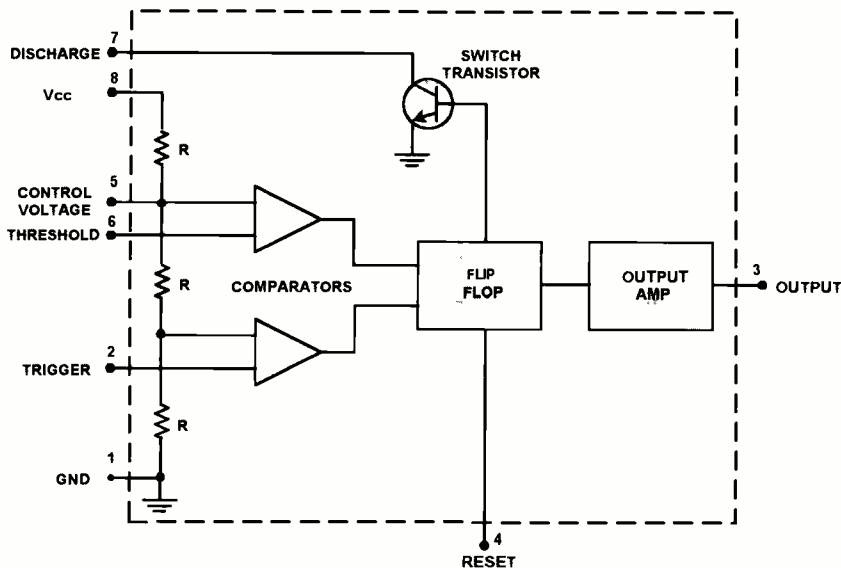 7
DISCHARGE
SWITCH
TRANSISTOR
8
Vcc
R
5
CONTROL
VOLTAGE
6
THRESHOLD
R
COMPARATORS
FLIP
FLOP
OUTPUT
AMP
3
OUTPUT
2
TRIGGER
R
1
GND
4
RESET